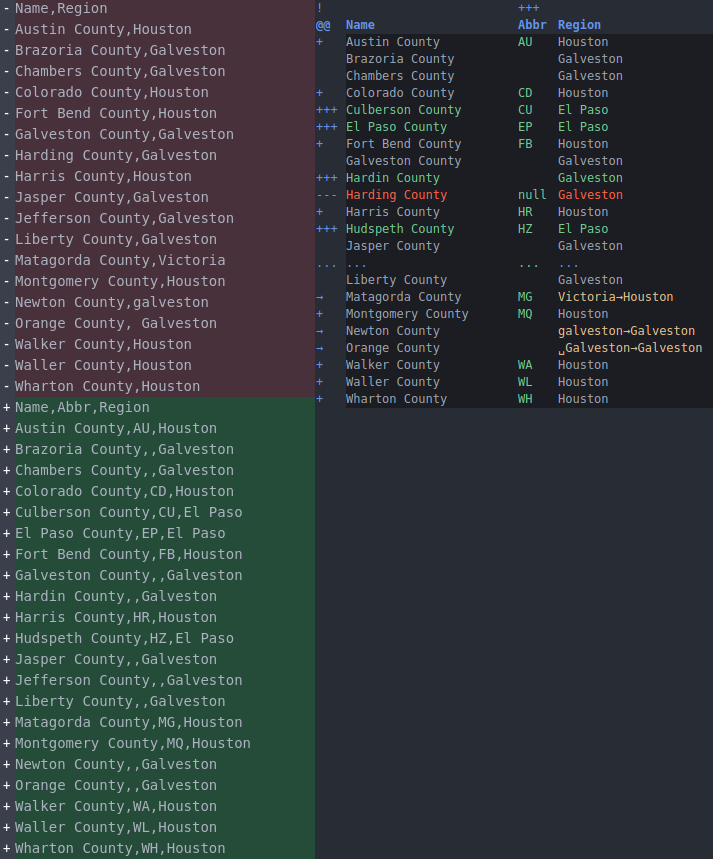 - Name,Region
- Austin County,Houston
- Brazoria County,Galveston
- Chambers County,Galveston
- Colorado County,Houston
- Fort Bend County,Houston
- Galveston County,Galveston
- Harding County,Galveston
- Harris County,Houston
- Jasper County,Galveston
- Jefferson County,Galveston
- Liberty County,Galveston
- Matagorda County,Victoria
- Montgomery County,Houston
- Newton County,galveston
- Orange County, Galveston
- Walker County,Houston
- Waller County,Houston
- Wharton County,Houston
+ Name,Abbr,Region
+ Austin County,AU,Houston
+ Brazoria County,,Galveston
+ Chambers County,,Galveston
+ Colorado County,CD,Houston
+ Culberson County,CU,El Paso
+ El Paso County,EP,El Paso
+ Fort Bend County,FB,Houston
+ Galveston County,,Galveston
+ Hardin County,,Galveston
+ Harris County,HR,Houston
+ Hudspeth County,HZ,El Paso
+ Jasper County,,Galveston
+ Jefferson County,,Galveston
+ Liberty County,,Galveston
+ Matagorda County,MG,Houston
+ Montgomery County,MQ,Houston
+ Newton County,,Galveston
+ Orange County,,Galveston
+ Walker County,WA,Houston
+ Waller County,WL,Houston
+ Wharton County,WH,Houston
! +++
@@ Name Abbr Region
+ Austin County AU Houston
Brazoria County Galveston
Chambers County Galveston
+ Colorado County CD Houston
+++ Culberson County CU El Paso
+++ El Paso County EP El Paso
+ Fort Bend County FB Houston
Galveston County Galveston
+++ Hardin County Galveston
--- Harding County null Galveston
+ Harris County HR Houston
+++ Hudspeth County HZ El Paso
Jasper County Galveston
... ... ... ...
Liberty County Galveston
→ Matagorda County MG Victoria→Houston
+ Montgomery County MQ Houston
→ Newton County galveston→Galveston
→ Orange County ␣Galveston→Galveston
+ Walker County WA Houston
+ Waller County WL Houston
+ Wharton County WH Houston